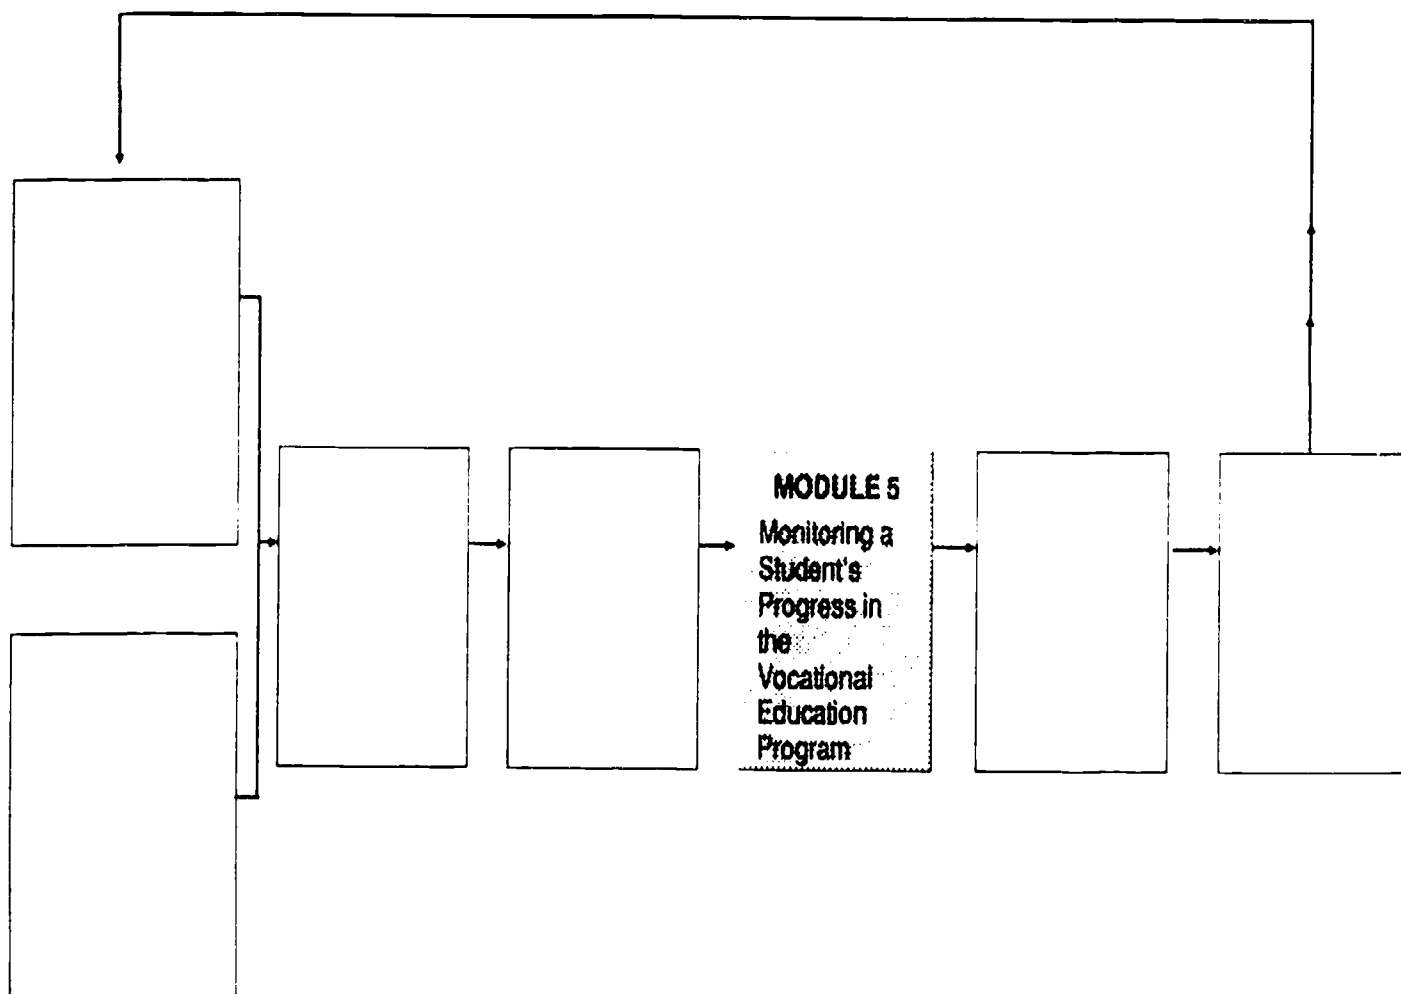 MODULE 5
Monitoring a
Student's
Progress in
the
Vocational
Education
Program